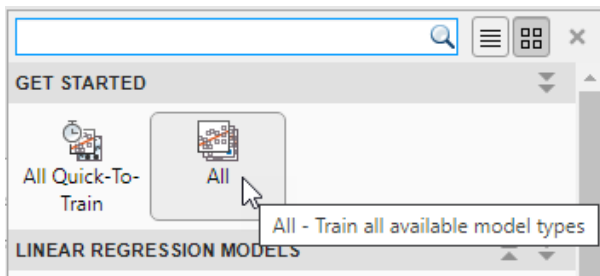 GET STARTED
All Quick-To-
Train
All
All - Train all available model types
LINEAR REGRESSION MODELS